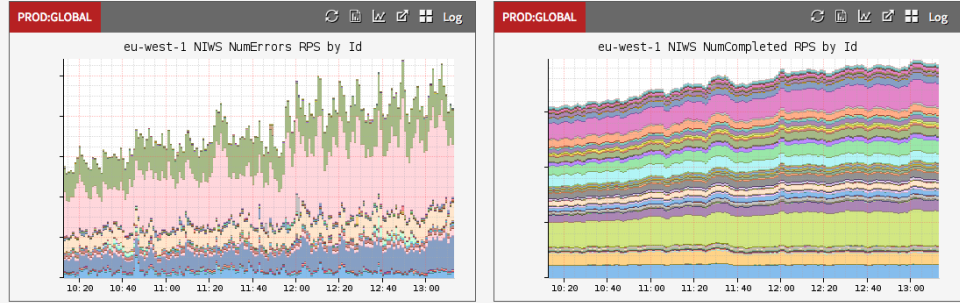 PROD:GLOBAL
Log
eu-west-1 NIWS NumErrors RPS by Id
10:20 10:40 11:00 11:20 11:40 12:00 12:20 12:40 13:00
PROD:GLOBAL
Log
eu-west-1 NIWS NumCompleted RPS by Id
10:20 10:40 11:00 11:20 11:40 12:00 12:20 12:40 13:00